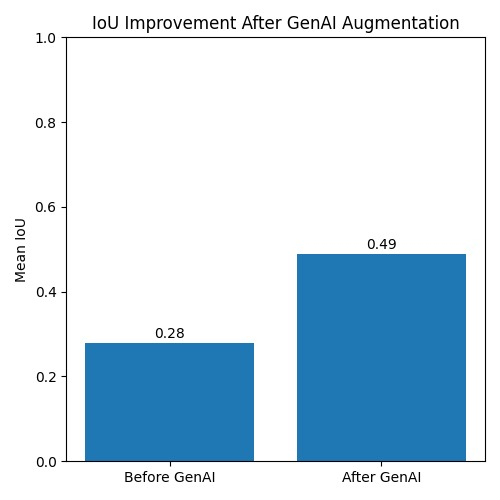 IoU Improvement After GenAI Augmentation
1.0
0.8
0.6
0.4
0.2
0.0
Mean IoU
0.28
0.49
Before GenAI
After GenAI